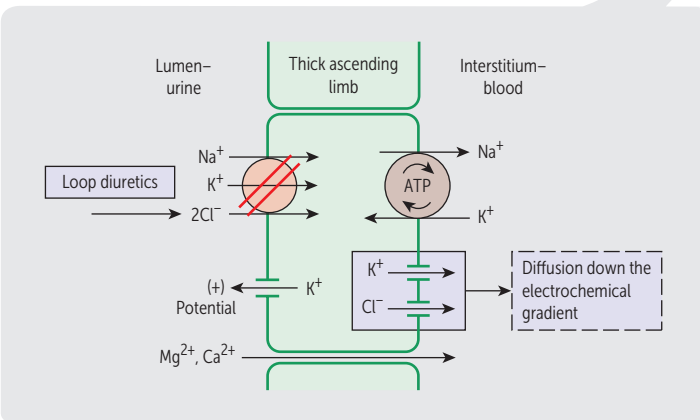 Lumen–
urine
Thick ascending
limb
Interstitium–
blood
Loop diuretics
Na⁺
K⁺
2Cl⁻
ATP
Na⁺
K⁺
(+)
Potential
K⁺
K⁺
Cl⁻
Diffusion down the
electrochemical
gradient
Mg²⁺, Ca²⁺